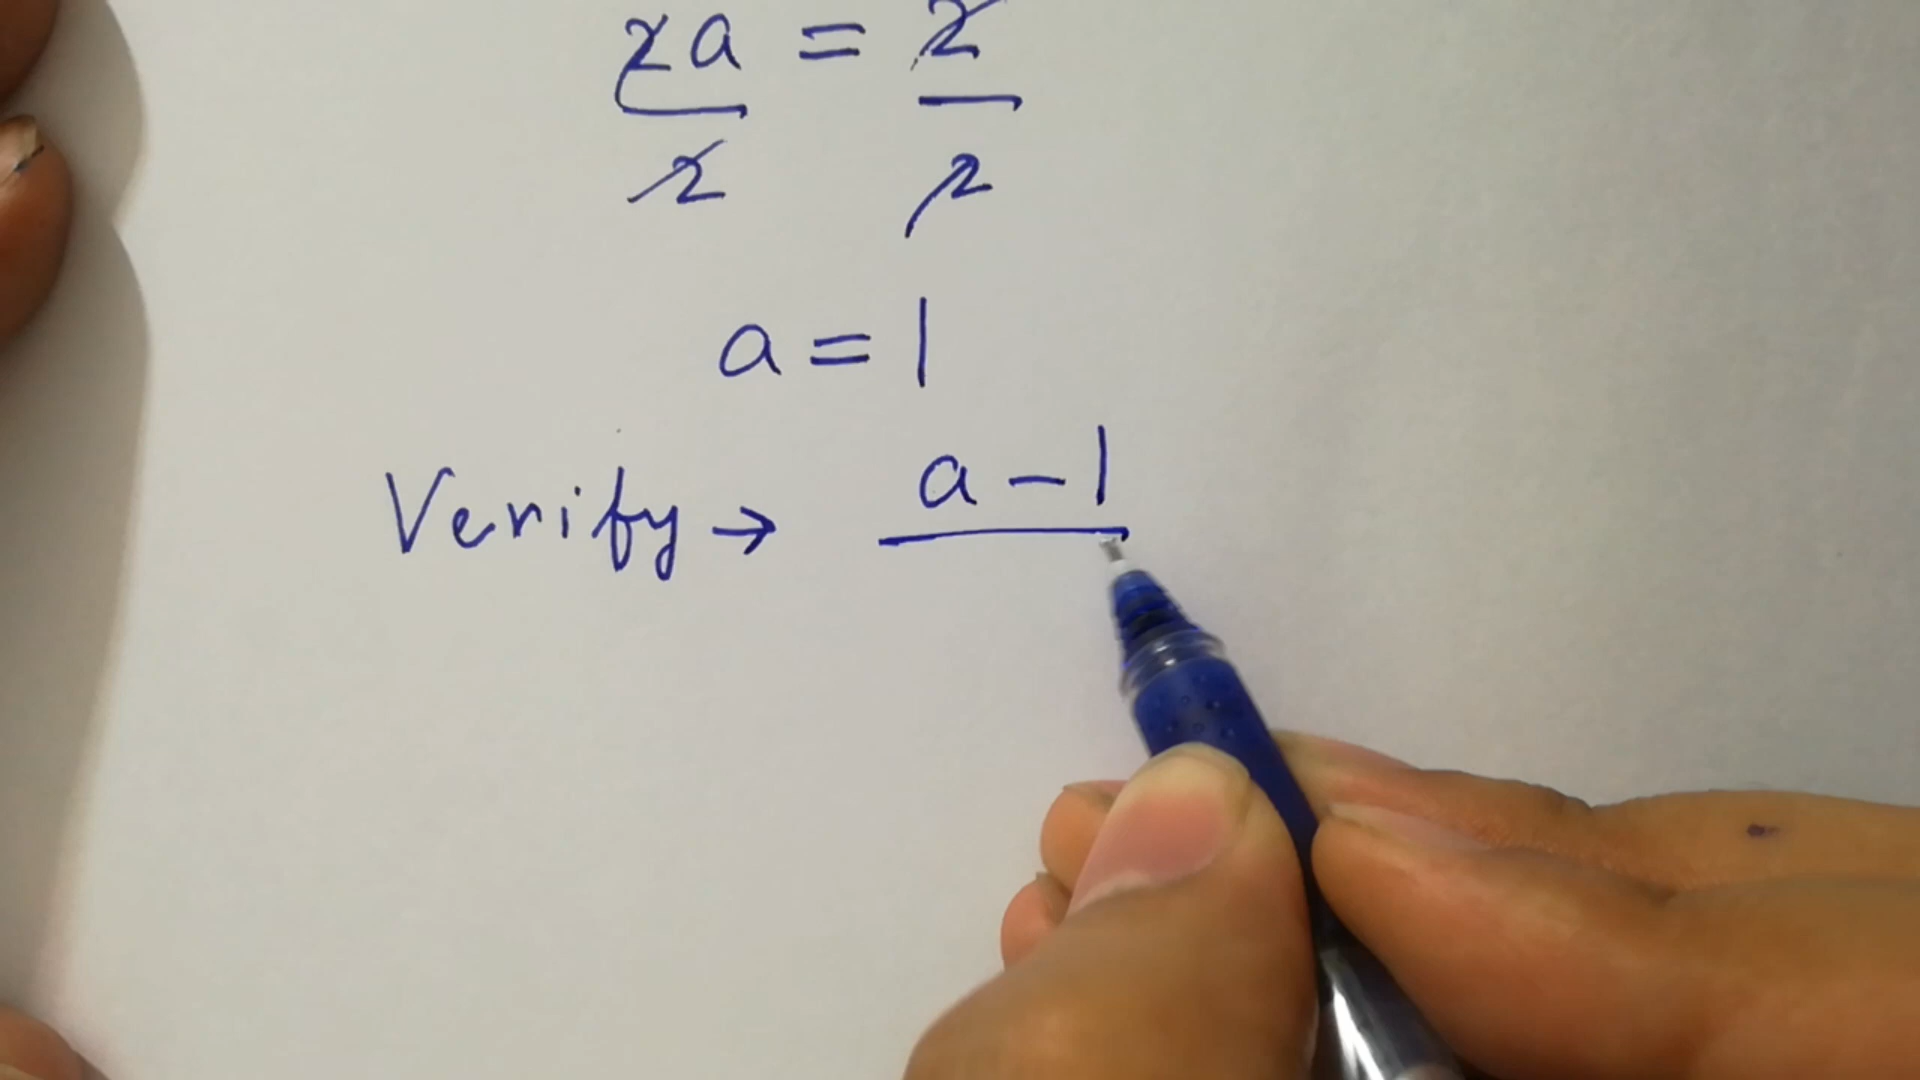 2a = 2
2 2
a = 1
Verify → a - 1